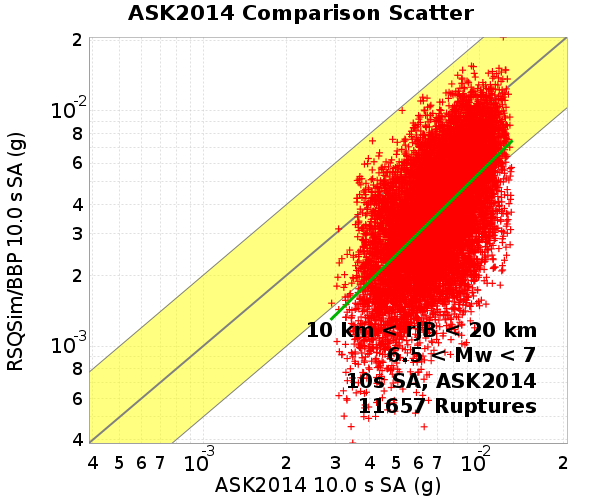 ASK2014 Comparison Scatter
RSQSim/BBP 10.0 s SA (g)
2
10^-2
8
6
4
3
2
10^-3
8
6
4
10 km < rJB < 20 km
6.5 < Mw < 7
10s SA, ASK2014
11657 Ruptures
4 5 6 7 10^-3 2 3 4 5 6 7 10^-2 2
ASK2014 10.0 s SA (g)